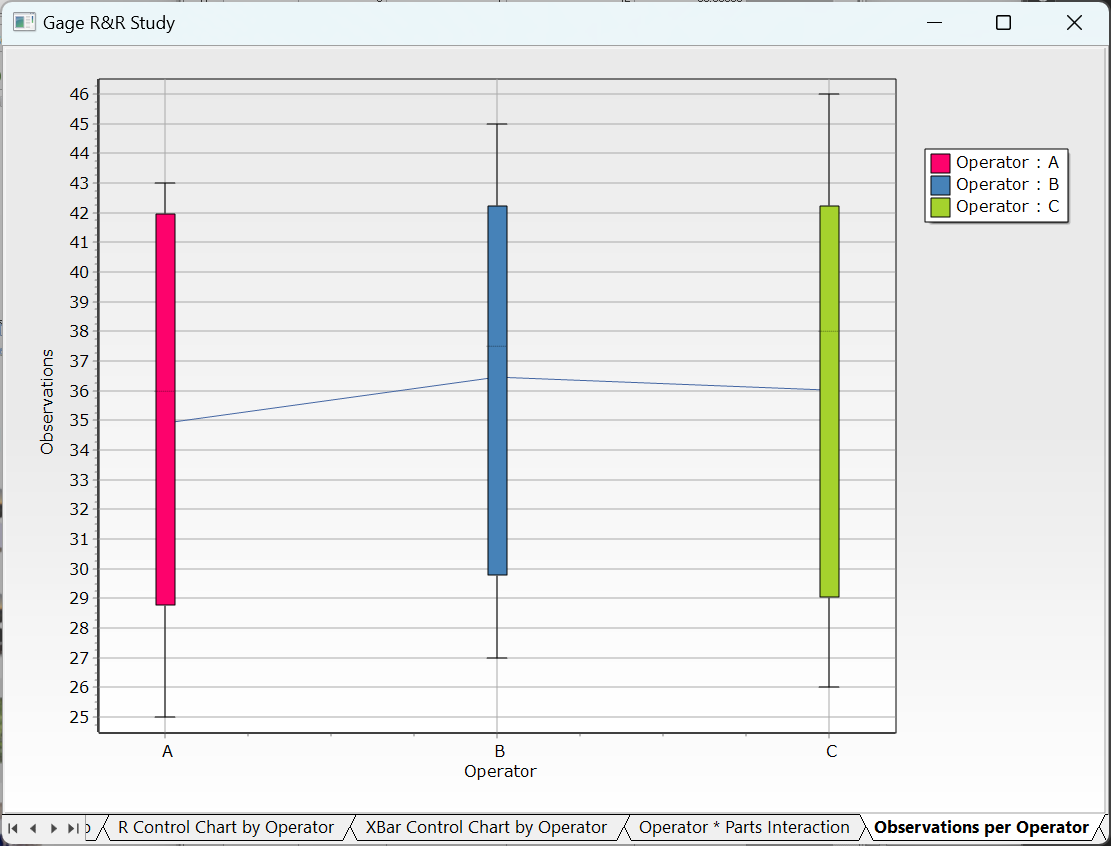 Gage R&R Study
46
45
44
43
42
41
40
39
38
37
36
35
34
33
32
31
30
29
28
27
26
25
Observations
A B C
Operator
Operator : A
Operator : B
Operator : C
R Control Chart by Operator XBar Control Chart by Operator Operator * Parts Interaction Observations per Operator